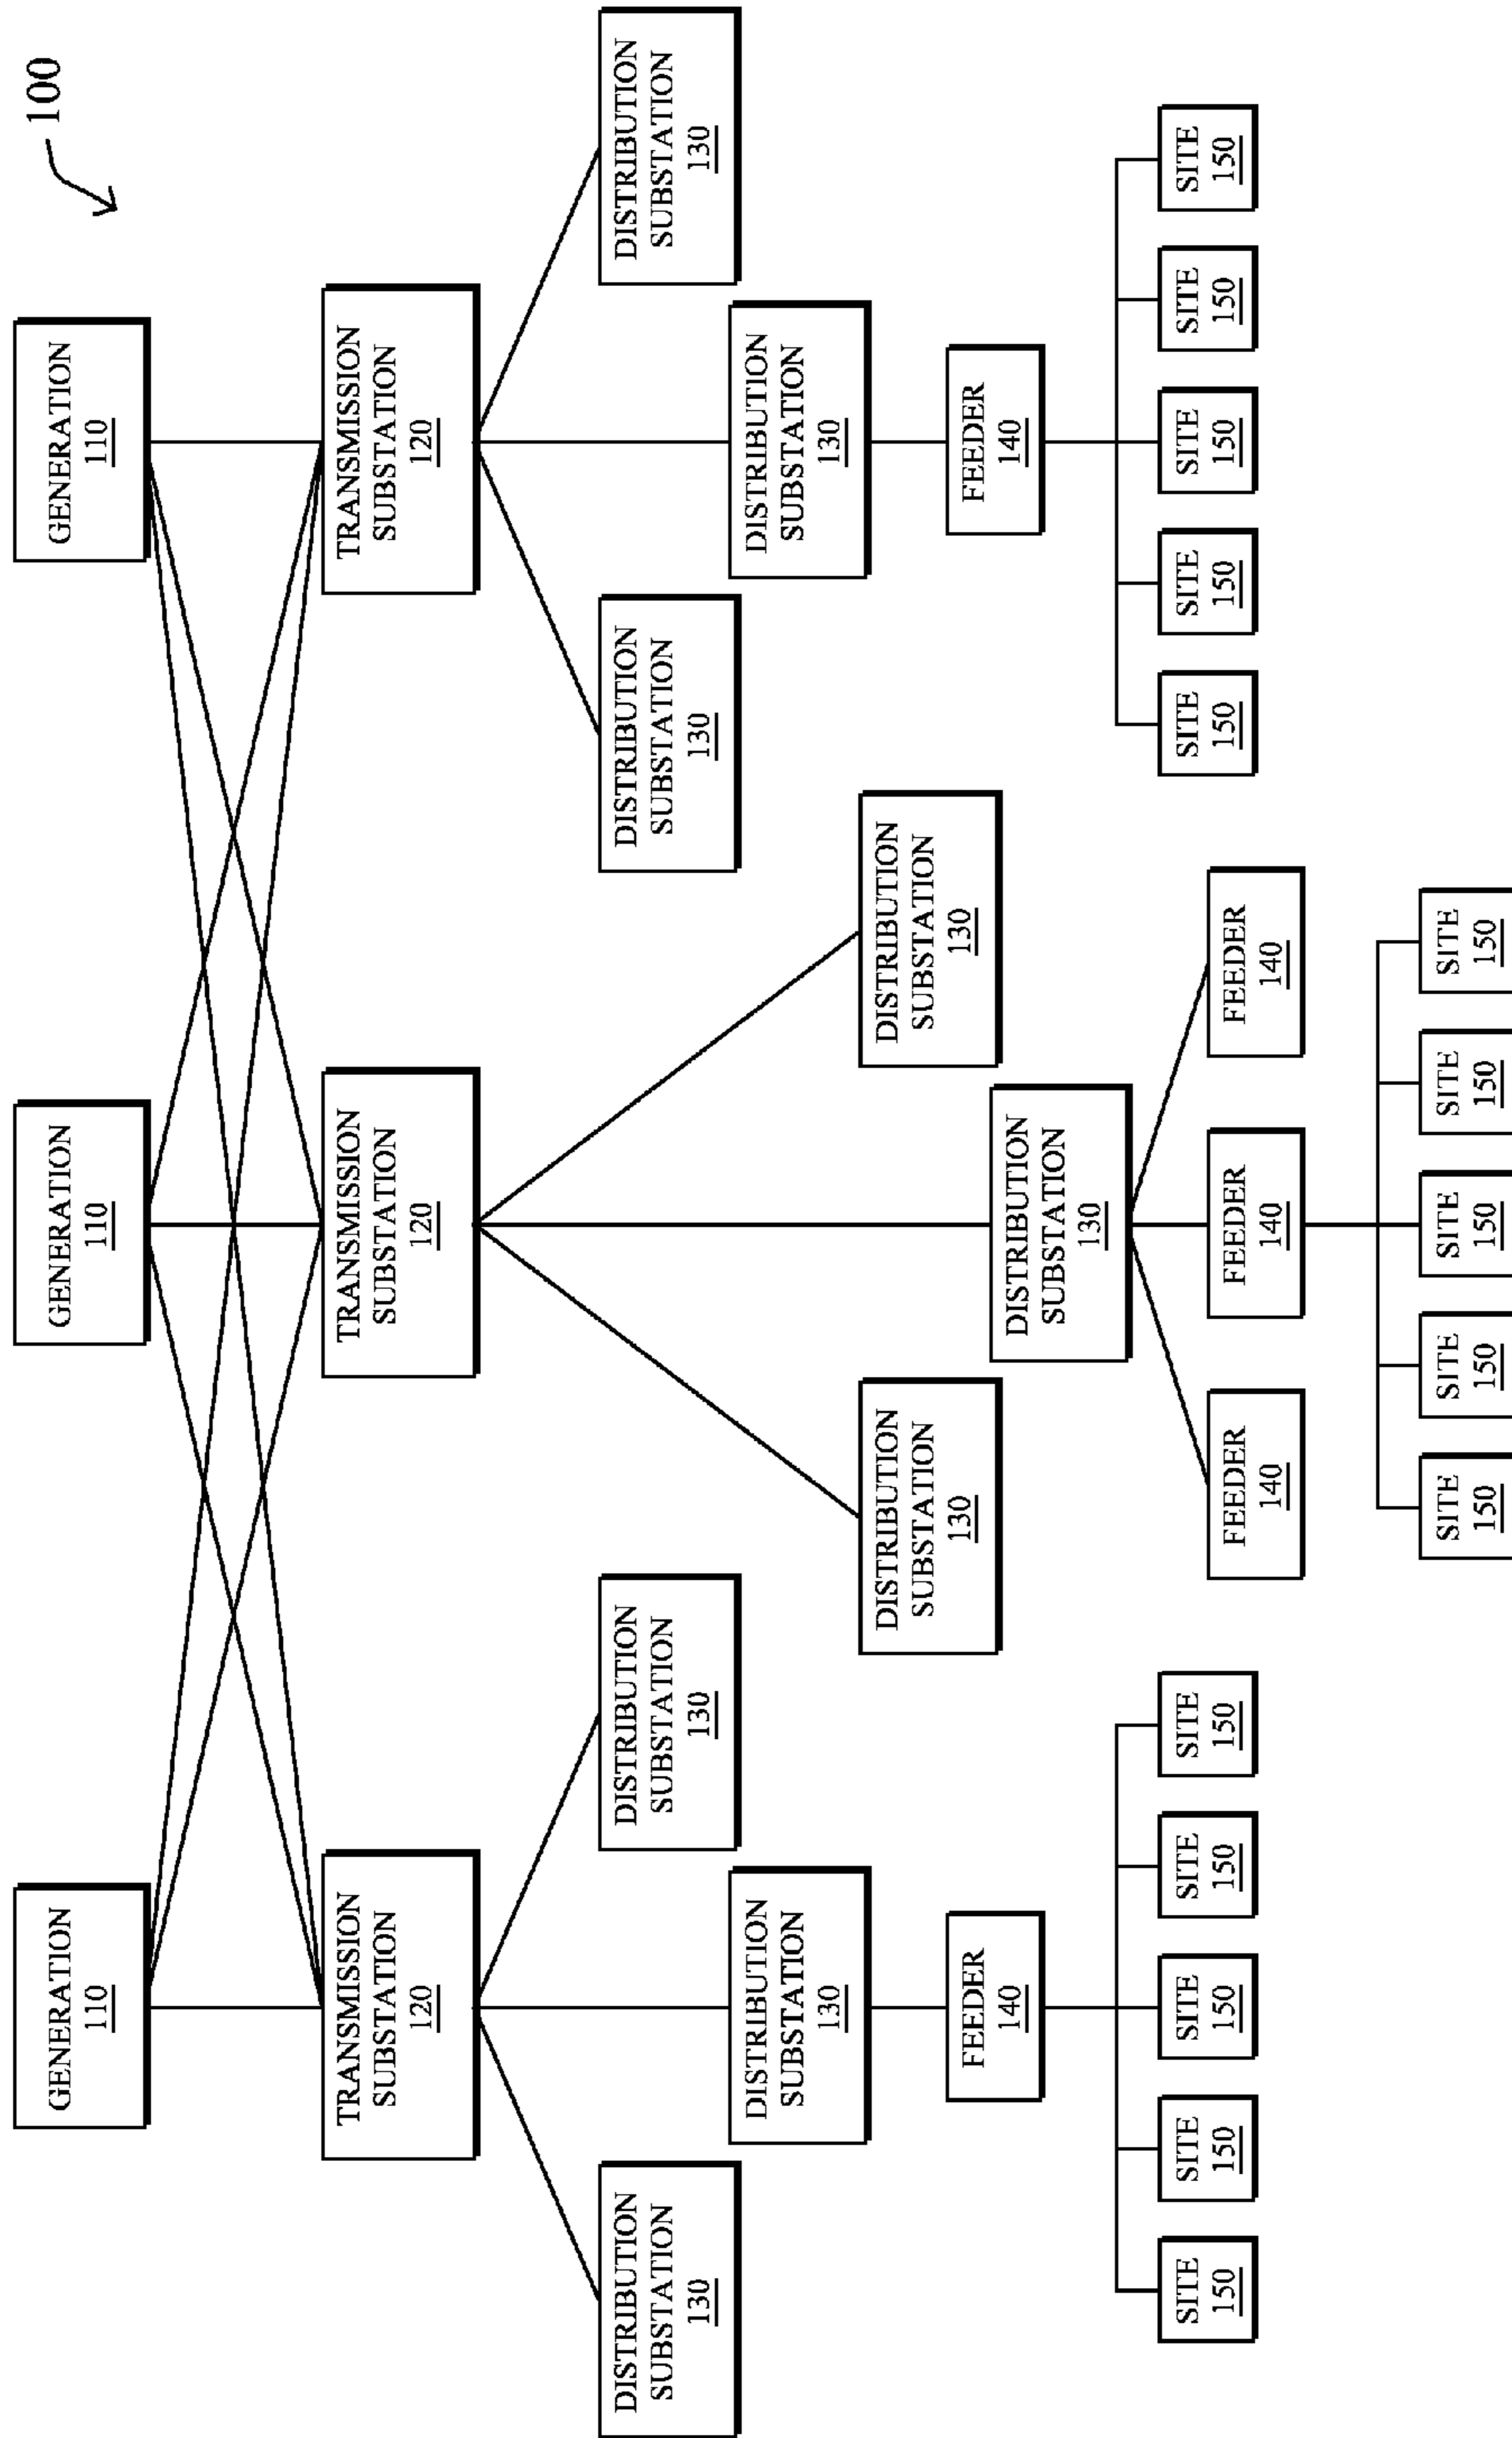 100
GENERATION
110
GENERATION
110
GENERATION
110
TRANSMISSION
SUBSTATION
120
TRANSMISSION
SUBSTATION
120
TRANSMISSION
SUBSTATION
120
DISTRIBUTION
SUBSTATION
130
DISTRIBUTION
SUBSTATION
130
DISTRIBUTION
SUBSTATION
130
DISTRIBUTION
SUBSTATION
130
DISTRIBUTION
SUBSTATION
130
DISTRIBUTION
SUBSTATION
130
DISTRIBUTION
SUBSTATION
130
DISTRIBUTION
SUBSTATION
130
DISTRIBUTION
SUBSTATION
130
FEEDER
140
FEEDER
140
SITE
150
SITE
150
SITE
150
SITE
150
SITE
150
SITE
150
SITE
150
SITE
150
SITE
150
SITE
150
FEEDER
140
FEEDER
140
FEEDER
140
SITE
150
SITE
150
SITE
150
SITE
150
SITE
150